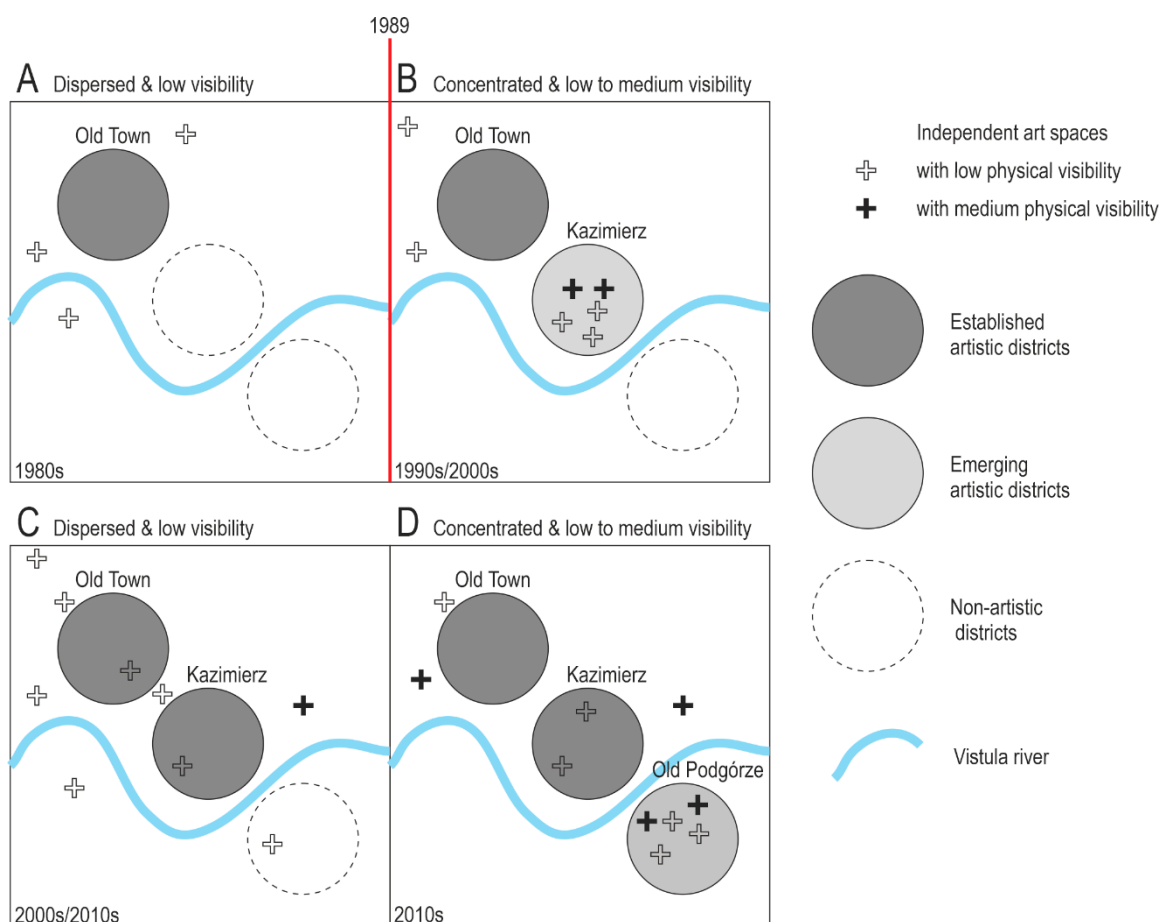 1989
A Dispersed & low visibility
Old Town
1980s
B Concentrated & low to medium visibility
Old Town
Kazimierz
1990s/2000s
C Dispersed & low visibility
Old Town
Kazimierz
2000s/2010s
D Concentrated & low to medium visibility
Old Town
Kazimierz
Old Podgórze
2010s
Independent art spaces
with low physical visibility
with medium physical visibility
Established
artistic districts
Emerging
artistic districts
Non-artistic
districts
Vistula river